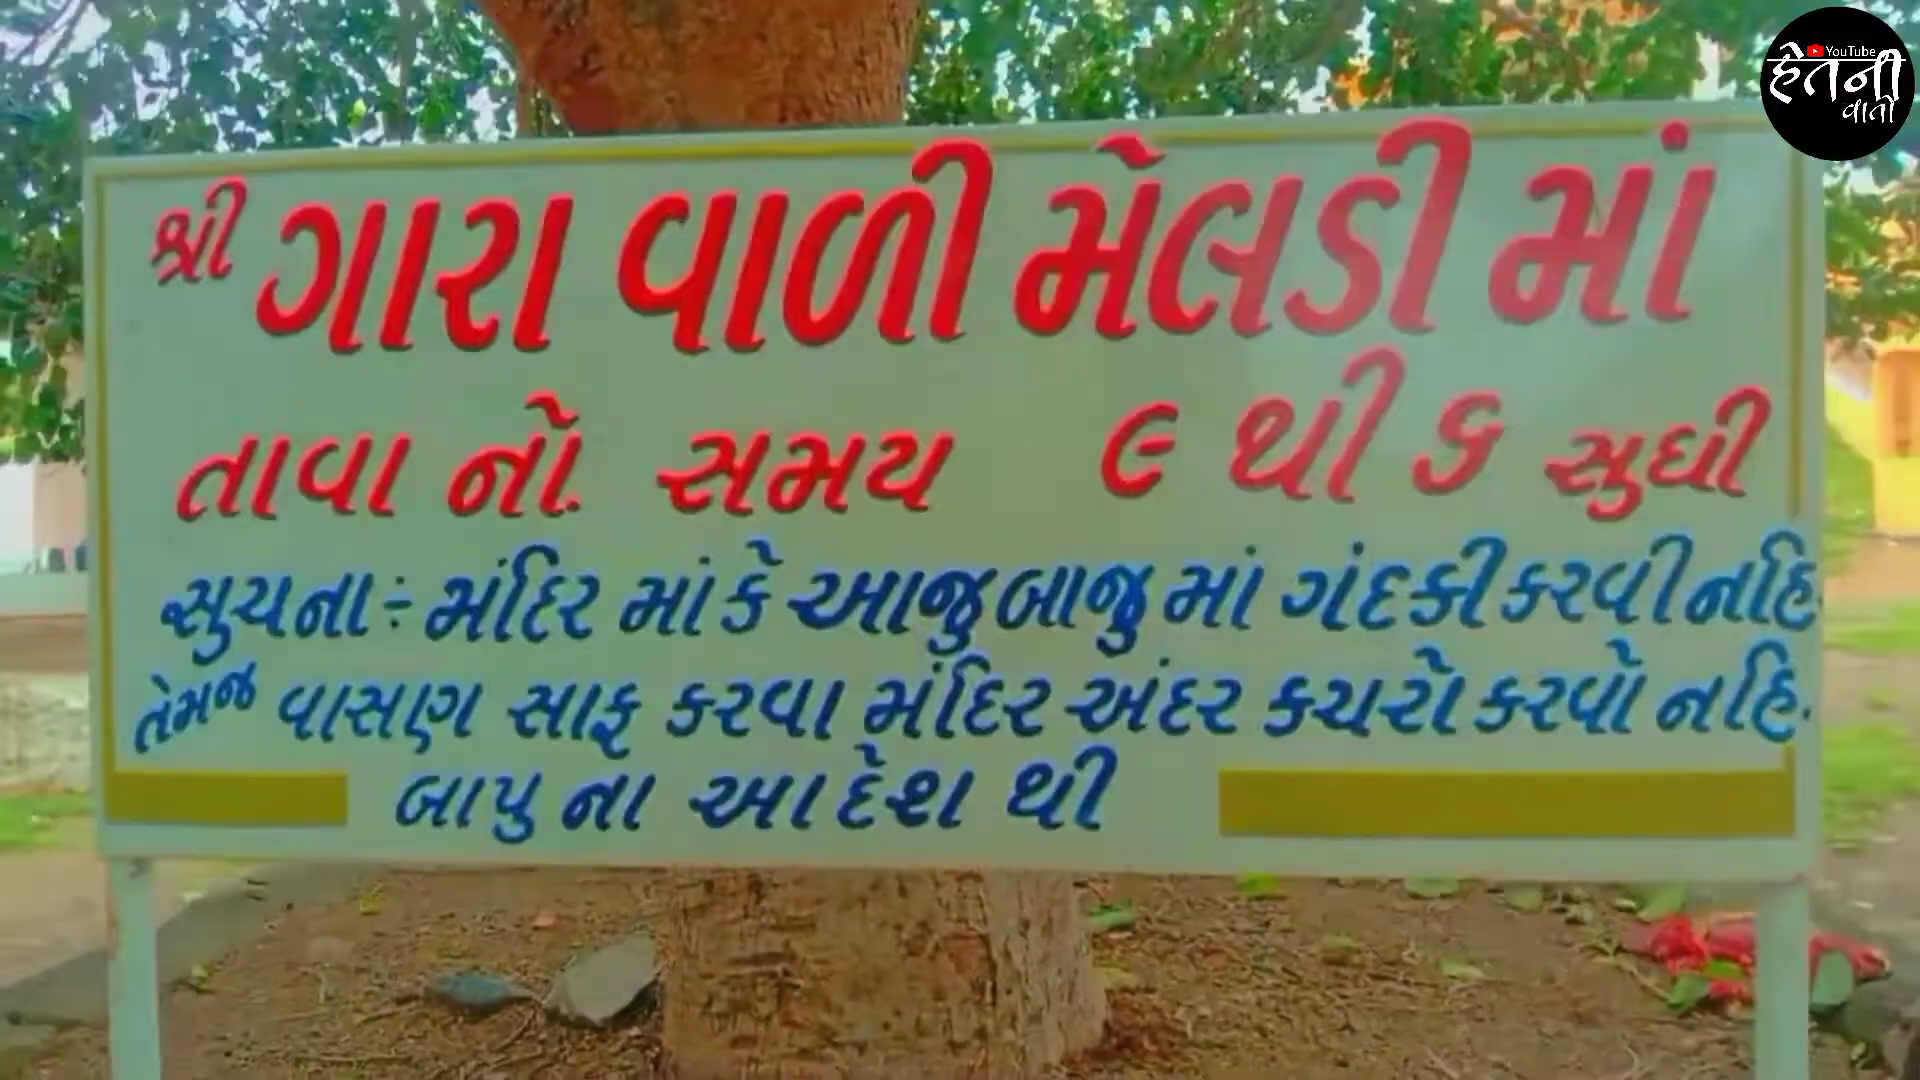 YouTube
હેતની
વાતો
શ્રી ગારા વાળી મેલડી માં
તાવા નો સમય ૯ થી ૬ સુધી
સુચના ÷ મંદિર માં કે આજુબાજુ માં ગંદકી કરવી નહિ.
તેમજ વાસણ સાફ કરવા મંદિર અંદર કચરો કરવો નહિ.
બાપુ ના આદેશ થી